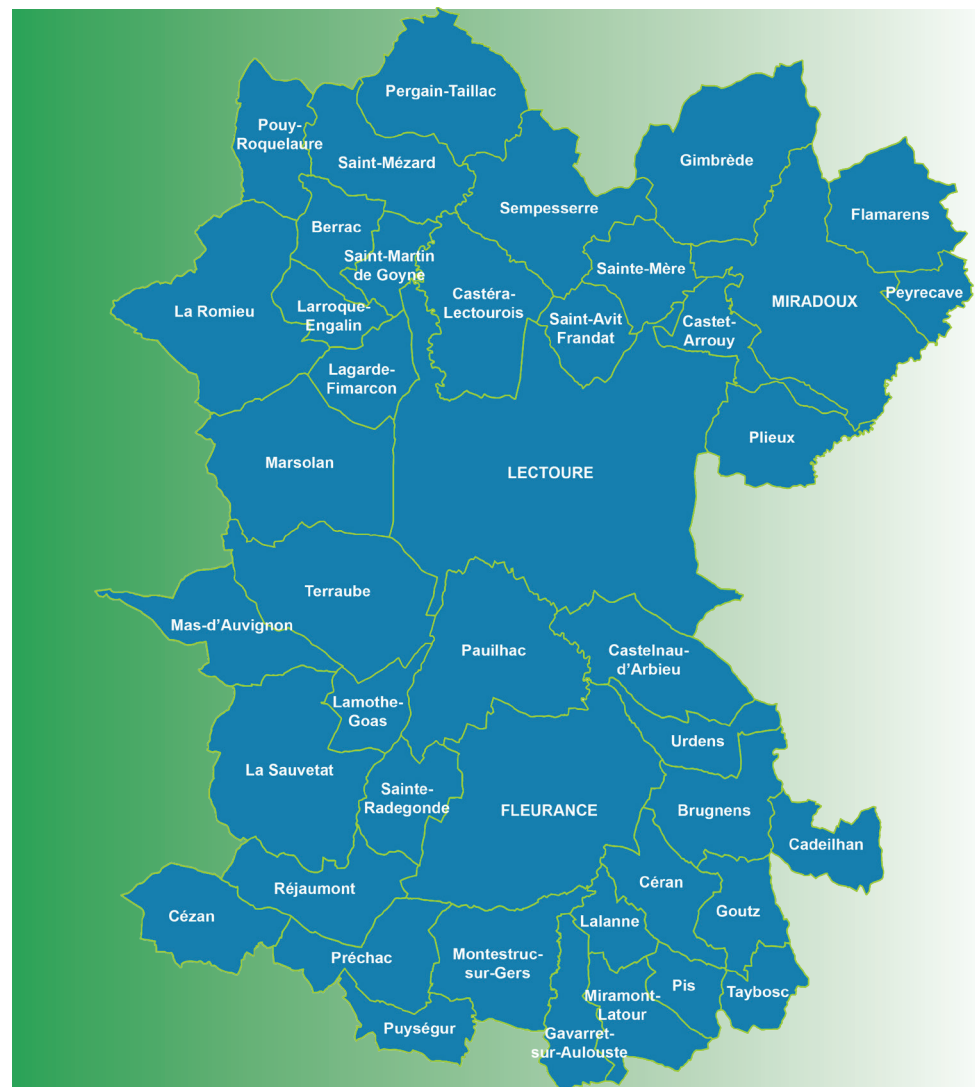 Pergain-Taillac
Pouy-
Roquelaure
Saint-Mézard
Gimbrède
Sempesserre
Flamarens
Berrac
Saint-Martin
de Goyne
Sainte-Mère
Peyrecave
La Romieu
Larroque-
Engalin
Castéra-
Lectourois
MIRADOUX
Saint-Avit
Frandat
Castet-
Arrouy
Lagarde-
Fimarcon
Plieux
Marsolan
LECTOURE
Terraube
Mas-d'Auvignon
Pauilhac
Castelnau-
d'Arbieu
Lamothe-
Goas
Urdens
La Sauvetat
Sainte-
Radegonde
FLEURANCE
Brugnens
Cadeilhan
Réjaumont
Céran
Cézan
Lalanne
Goutz
Préchac
Montestruc-
sur-Gers
Pis
Taybosc
Miramont-
Latour
Puységur
Gavarret-
sur-Aulouste